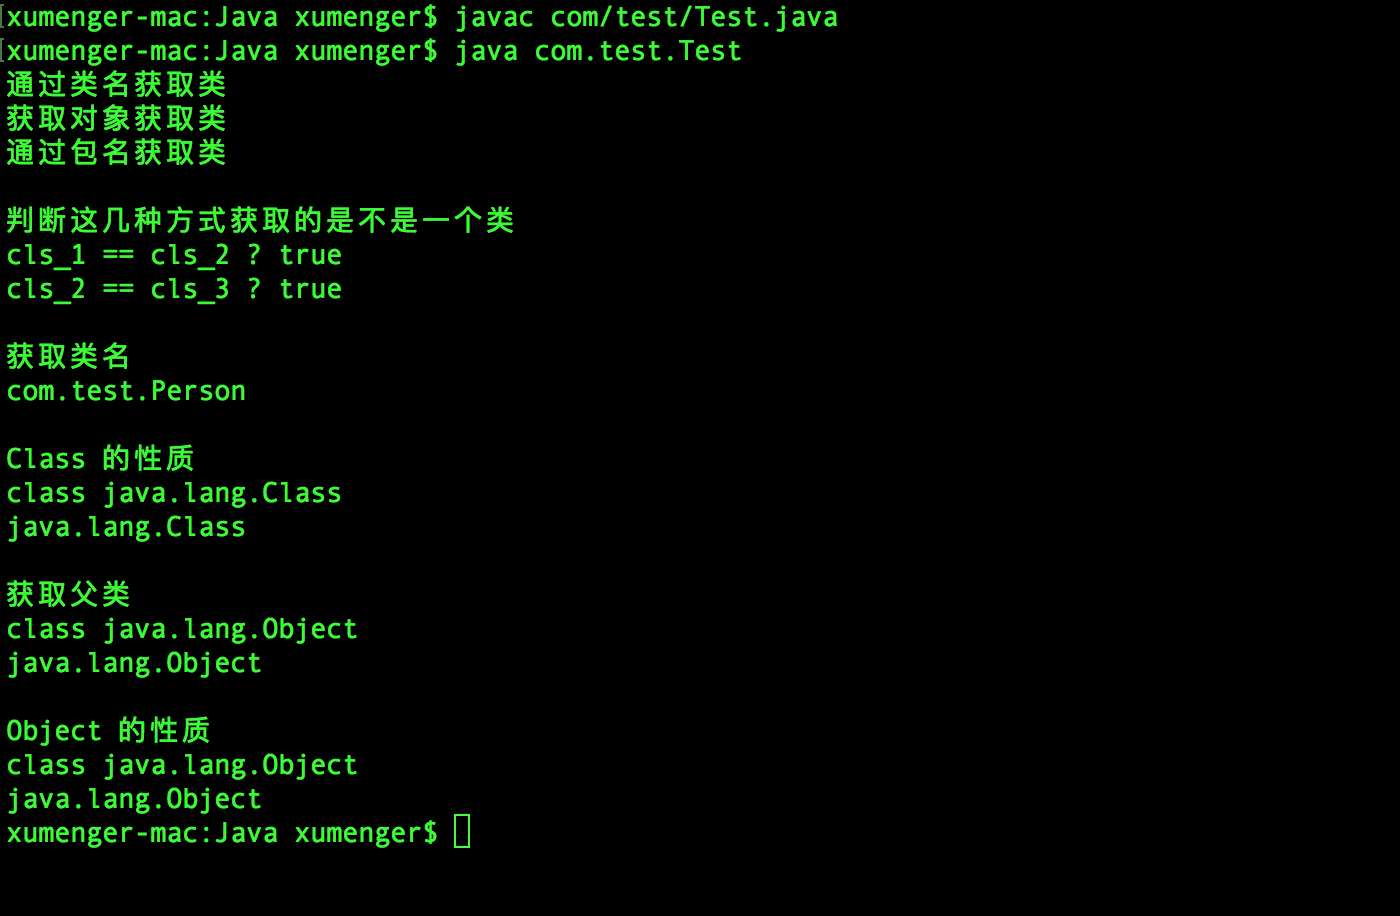 xumenger-mac:Java xumenger$ javac com/test/Test.java
xumenger-mac:Java xumenger$ java com.test.Test
通过类名获取类
获取对象获取类
通过包名获取类
判断这几种方式获取的是不是一个类
cls_1 == cls_2 ? true
cls_2 == cls_3 ? true
获取类名
com.test.Person
Class 的性质
class java.lang.Class
java.lang.Class
获取父类
class java.lang.Object
java.lang.Object
Object 的性质
class java.lang.Object
java.lang.Object
xumenger-mac:Java xumenger$